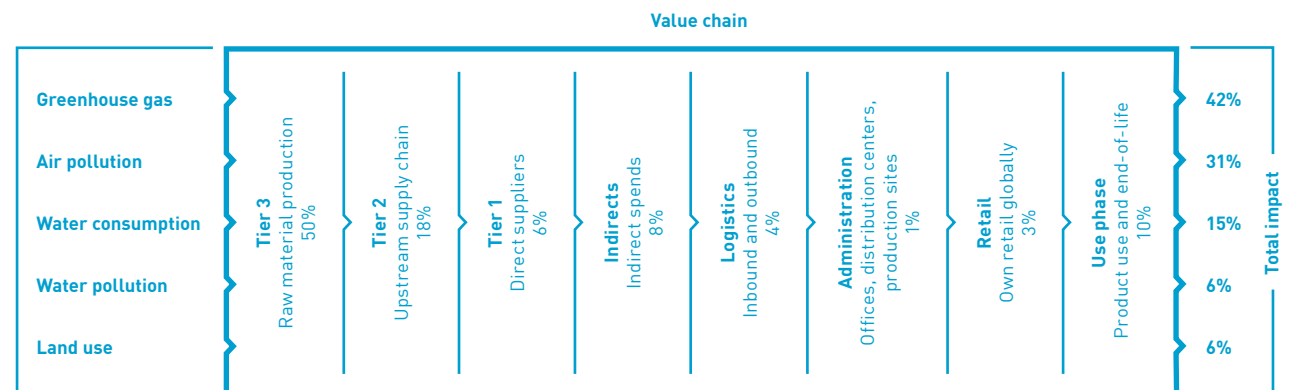 Value chain
Greenhouse gas
Air pollution
Water consumption
Water pollution
Land use
Tier 3
Raw material production
50%
Tier 2
Upstream supply chain
18%
Tier 1
Direct suppliers
6%
Indirects
Indirect spends
8%
Logistics
Inbound and outbound
4%
Administration
Offices, distribution centers,
production sites
1%
Retail
Own retail globally
3%
Use phase
Product use and end-of-life
10%
42%
31%
15%
6%
6%
Total impact